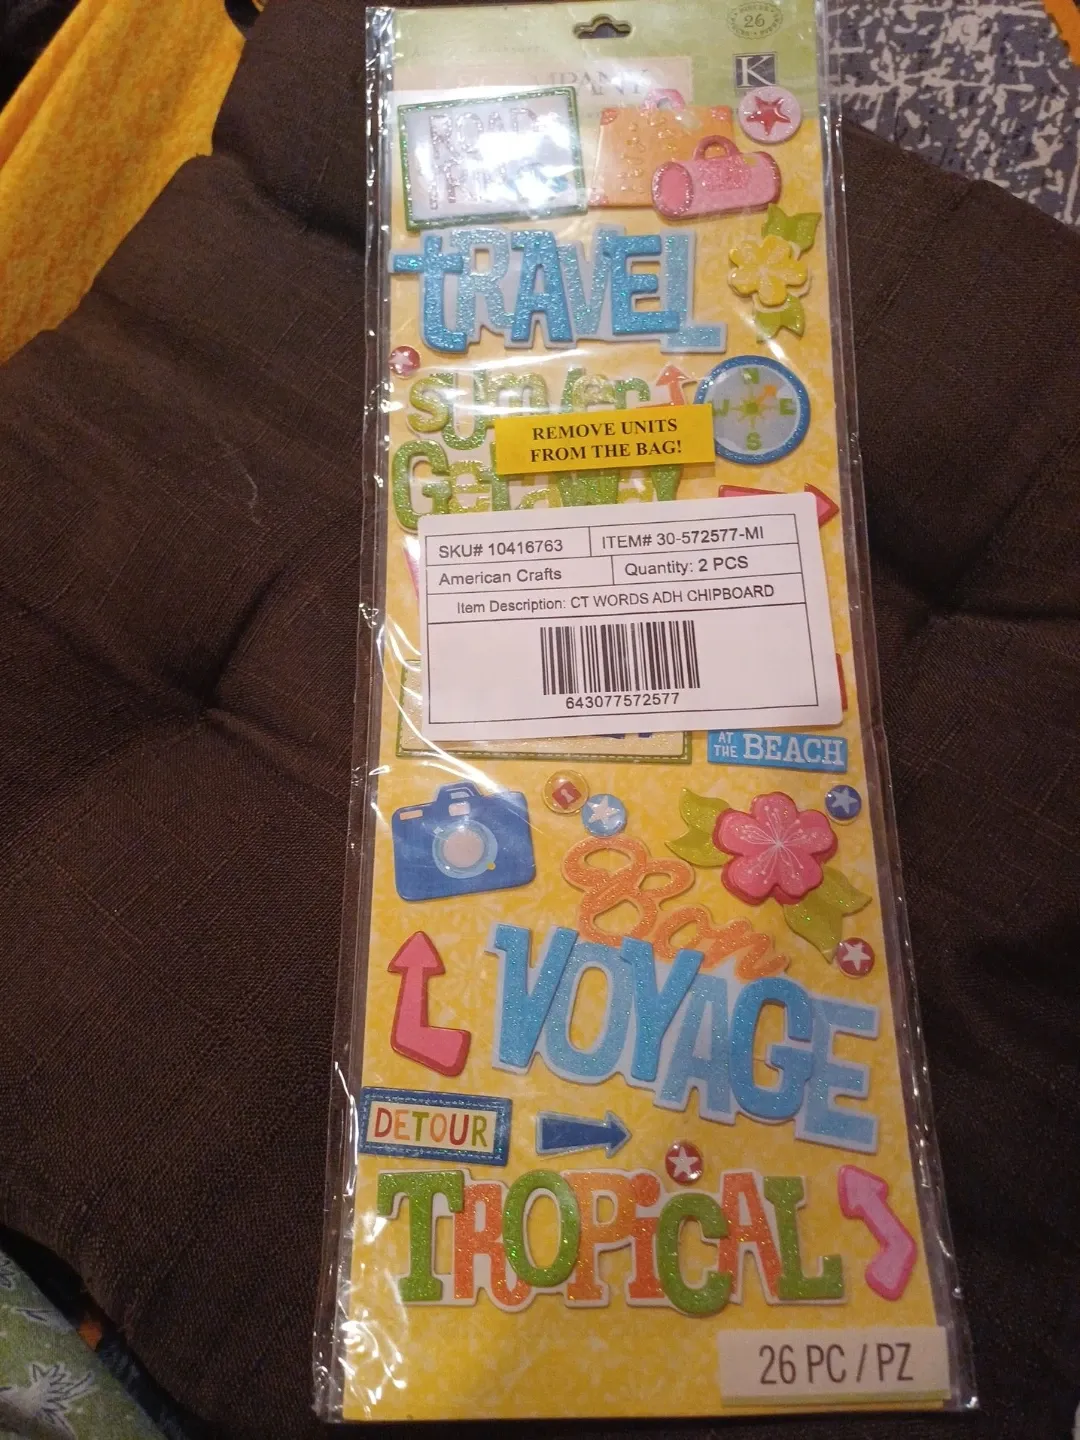 26
K
MPANY
ROAD
TRAVEL
SUMMER
Getaway
N
E
S
REMOVE UNITS
FROM THE BAG!
SKU# 10416763 ITEM# 30-572577-MI
American Crafts Quantity: 2 PCS
Item Description: CT WORDS ADH CHIPBOARD
643077572577
AT THE BEACH
Bon
VOYAGE
DETOUR
TROPiCAL
26 PC / PZ